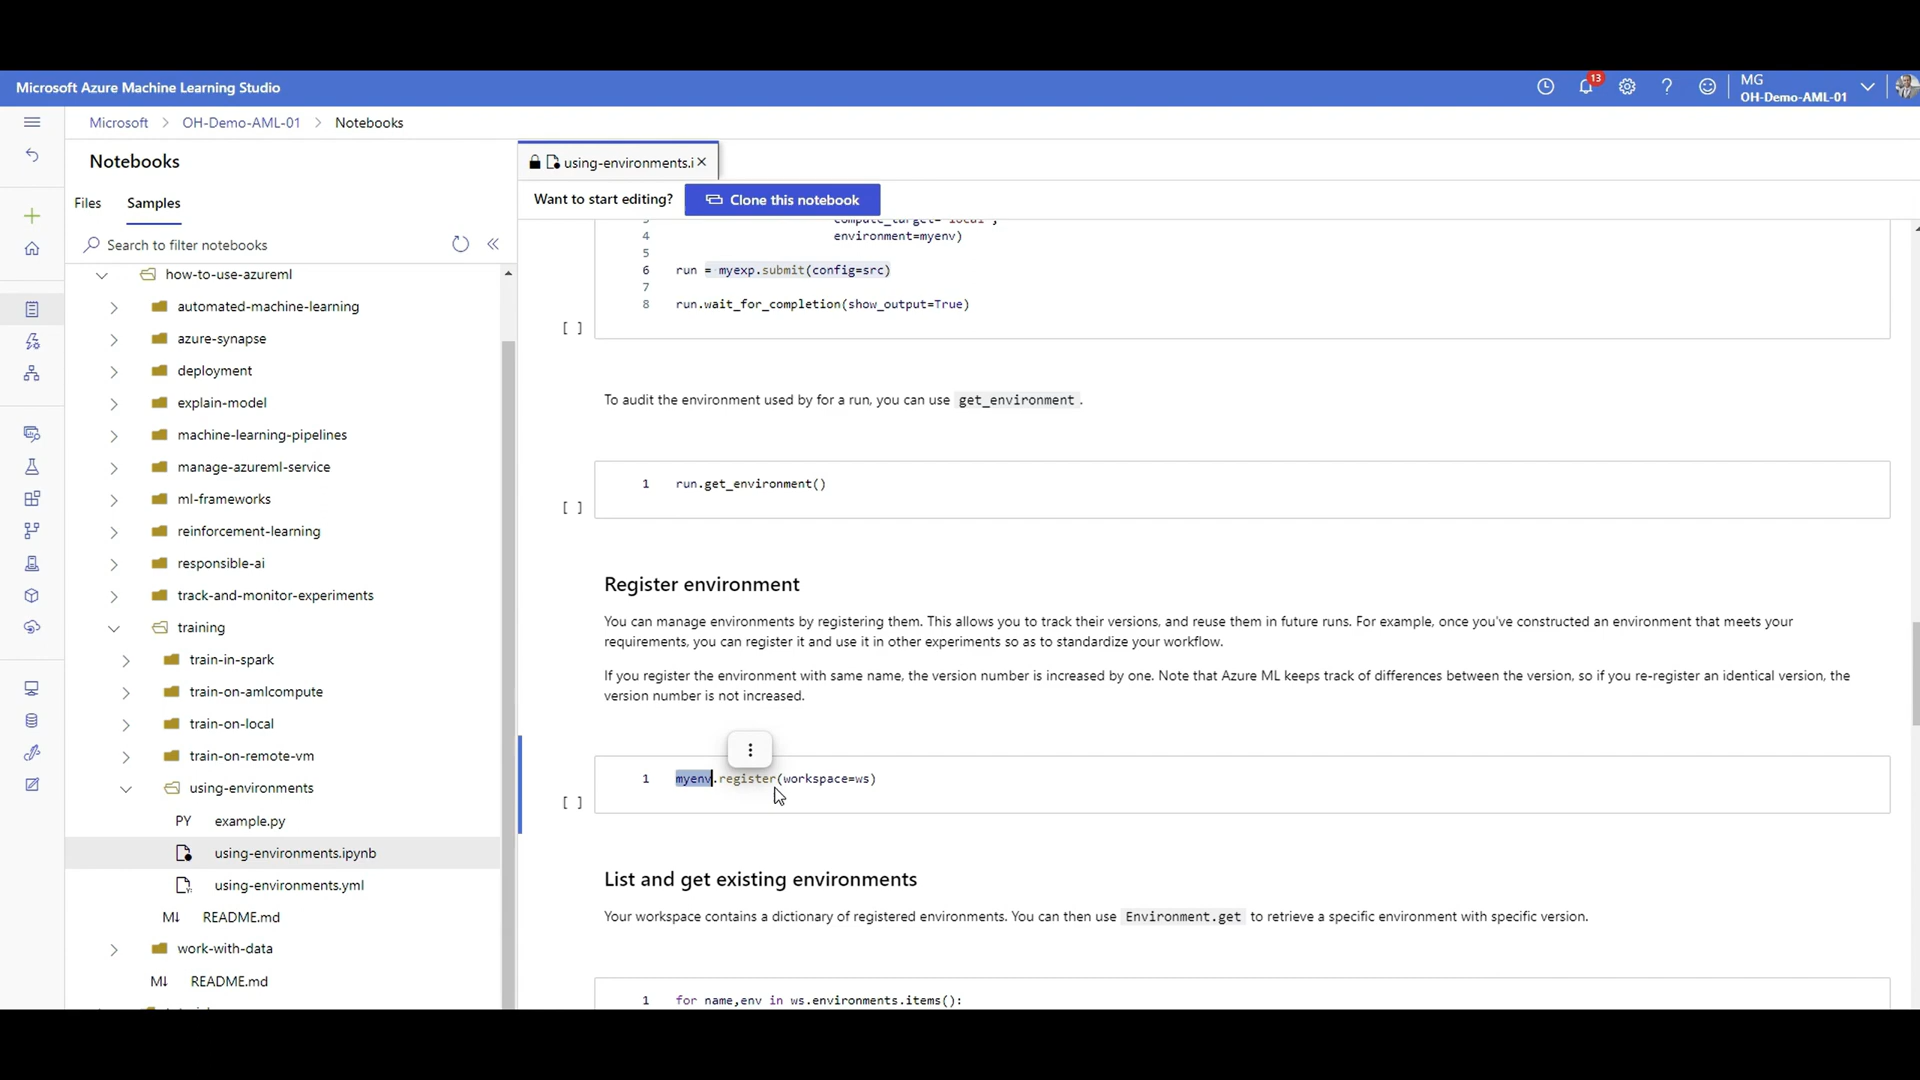 Microsoft Azure Machine Learning Studio
13
MG
OH-Demo-AML-01
Microsoft > OH-Demo-AML-01 > Notebooks
Notebooks
Files Samples
Search to filter notebooks
how-to-use-azureml
automated-machine-learning
azure-synapse
deployment
explain-model
machine-learning-pipelines
manage-azureml-service
ml-frameworks
reinforcement-learning
responsible-ai
track-and-monitor-experiments
training
train-in-spark
train-on-amlcompute
train-on-local
train-on-remote-vm
using-environments
PY example.py
using-environments.ipynb
using-environments.yml
M↓ README.md
work-with-data
M↓ README.md
using-environments.i
Want to start editing? Clone this notebook
compute_target="local",
4 environment=myenv)
5
6 run = myexp.submit(config=src)
7
8 run.wait_for_completion(show_output=True)
[ ]
To audit the environment used by for a run, you can use get_environment .
1 run.get_environment()
[ ]
Register environment
You can manage environments by registering them. This allows you to track their versions, and reuse them in future runs. For example, once you've constructed an environment that meets your
requirements, you can register it and use it in other experiments so as to standardize your workflow.
If you register the environment with same name, the version number is increased by one. Note that Azure ML keeps track of differences between the version, so if you re-register an identical version, the
version number is not increased.
1 myenv.register(workspace=ws)
[ ]
List and get existing environments
Your workspace contains a dictionary of registered environments. You can then use Environment.get to retrieve a specific environment with specific version.
1 for name,env in ws.environments.items():